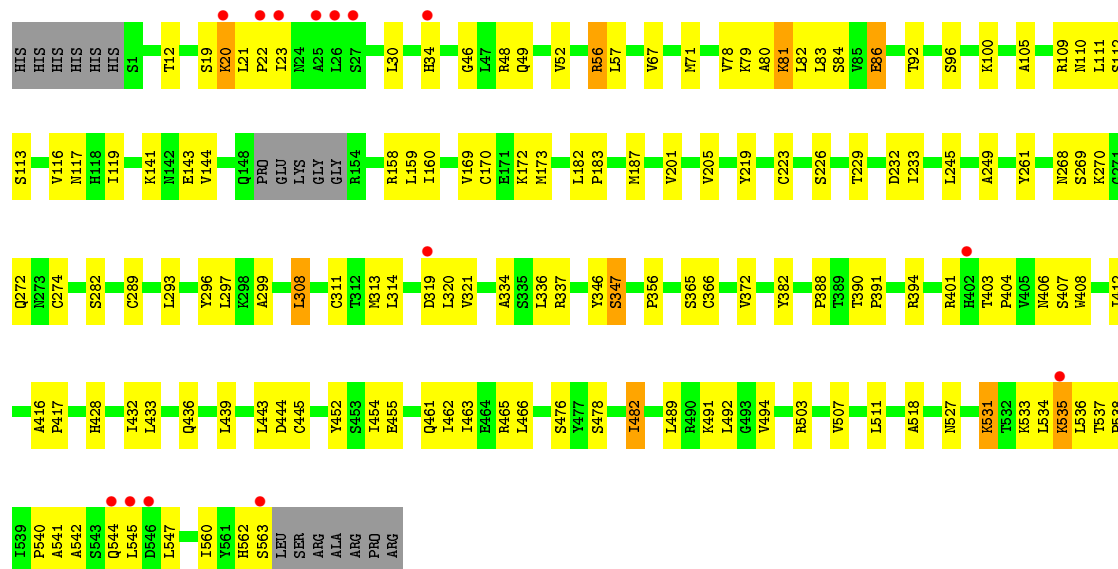 HIS HIS HIS HIS HIS HIS S1 T12 S19 K20 L21 P22 I23 N24 A25 L26 S27 L30 H34 G46 L47 R48 Q49 V52 R56 L57 V67 M71 V78 K79 A80 K81 L82 L83 S84 V85 E86 T92 S96 K100 A105 R109 N110 L111 S112
S113 V116 N117 H118 I119 K141 N142 E143 V144 Q148 PRO GLU LYS GLY GLY R154 R158 L159 I160 V169 C170 E171 K172 M173 L182 P183 M187 V201 V205 Y219 C223 S226 T229 D232 I233 L245 A249 Y261 N268 S269 K270 G271
Q272 N273 C274 S282 C289 L293 Y296 L297 K298 A299 L308 C311 T312 M313 L314 D319 L320 V321 A334 S335 L336 R337 Y346 S347 P356 S365 C366 V372 Y382 P388 T389 T390 P391 R394 R401 H402 T403 P404 V405 N406 S407 W408
A416 P417 H428 I432 L433 Q436 L439 L443 D444 C445 Y452 S453 I454 E455 Q461 I462 I463 E464 R465 L466 S476 Y477 S478 I482 L489 R490 K491 L492 G493 V494 R503 V507 L511 A518 N527 K531 T532 K533 L534 K535 L536 T537 P538
I539 P540 A541 A542 S543 Q544 L545 D546 L547 I560 Y561 H562 S563 LEU SER ARG ALA ARG PRO ARG